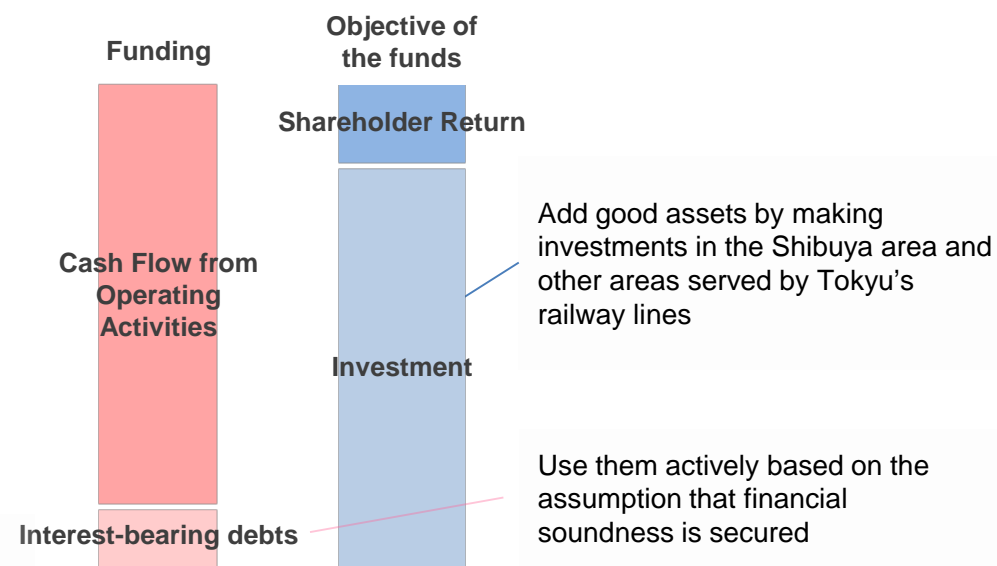 Funding
Objective of
the funds
Shareholder Return
Cash Flow from
Operating
Activities
Investment
Interest-bearing debts
Add good assets by making
investments in the Shibuya area and
other areas served by Tokyu's
railway lines
Use them actively based on the
assumption that financial
soundness is secured